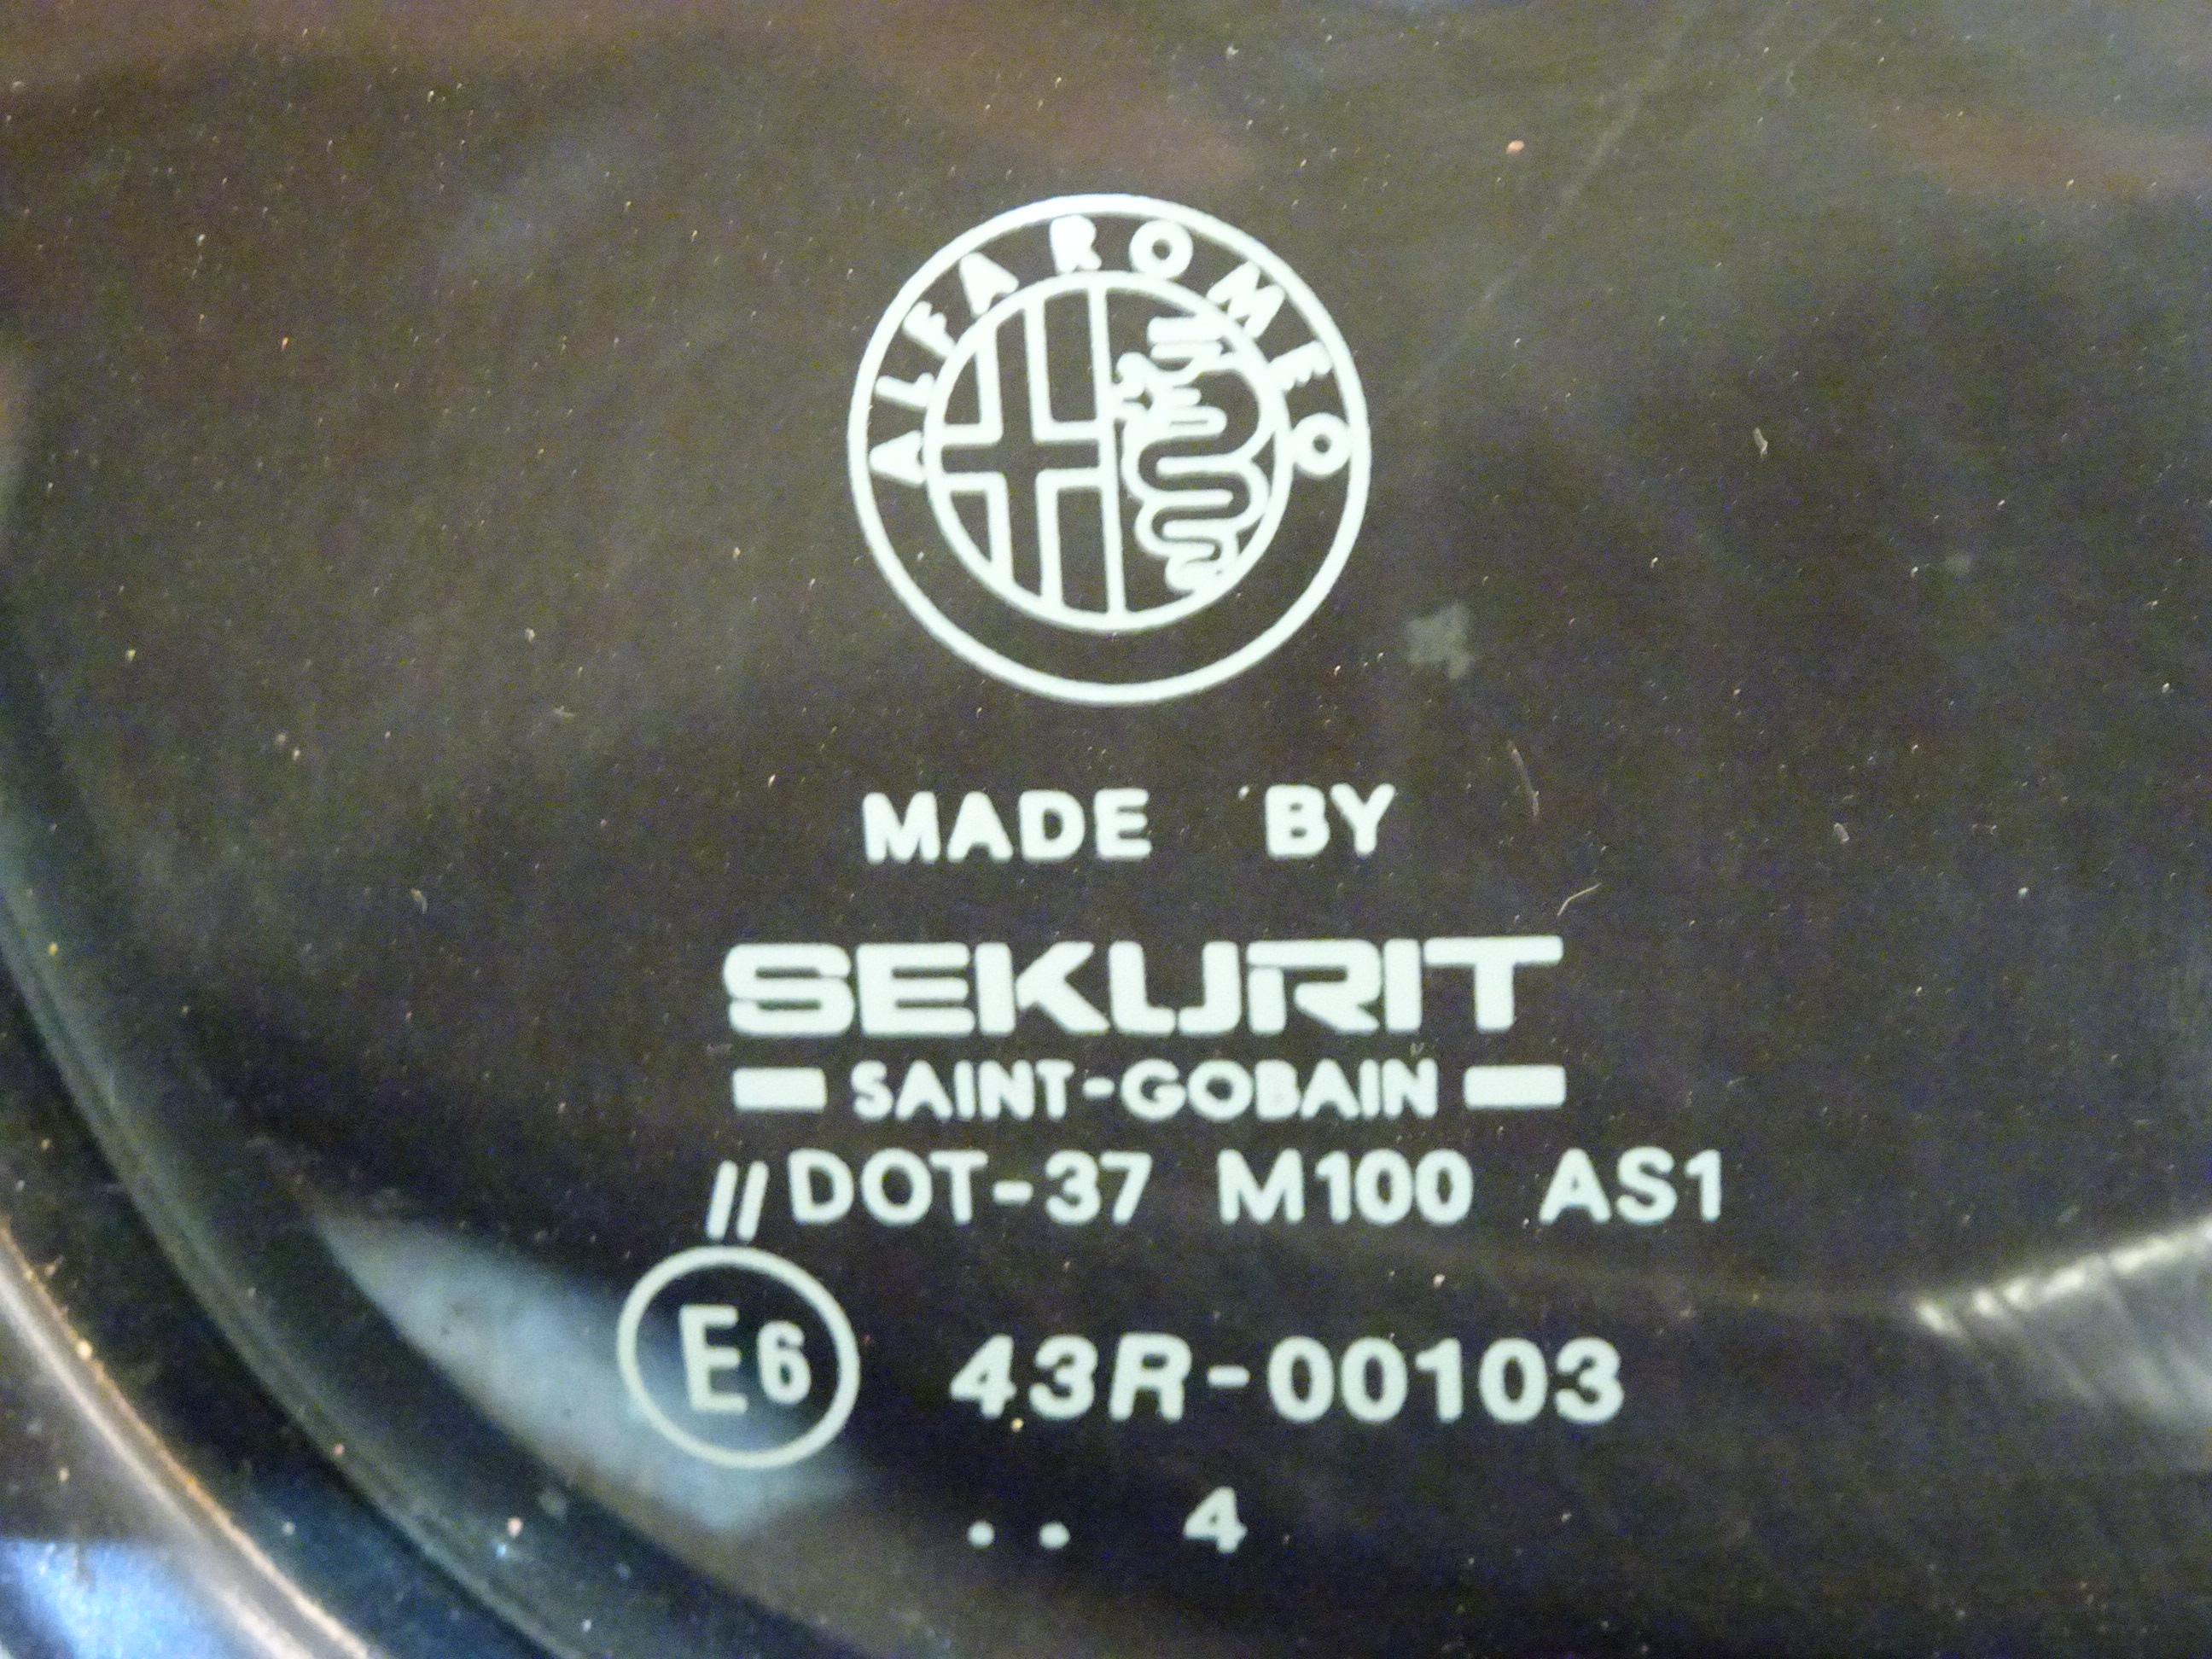 ALFA ROMEO
MADE BY
SEKURIT
SAINT-GOBAIN
//DOT-37 M100 AS1
E6 43R-00103
.. 4